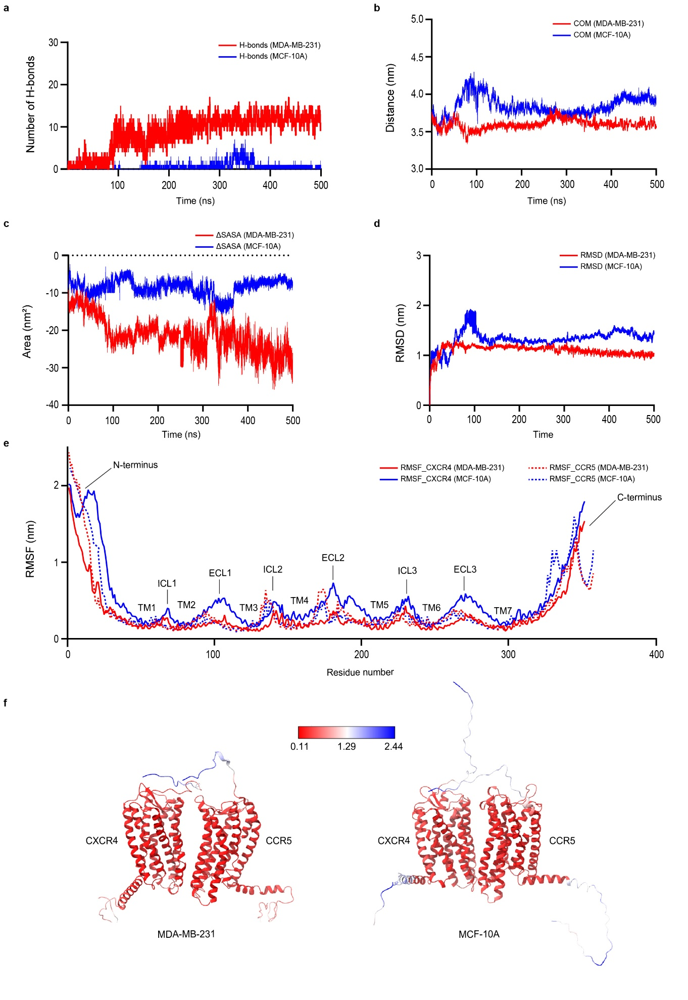 a
30
20
10
0
Number of H-bonds
H-bonds (MDA-MB-231)
H-bonds (MCF-10A)
100
200
300
400
500
Time (ns)
b
5.0
4.5
4.0
3.5
3.0
Distance (nm)
COM (MDA-MB-231)
COM (MCF-10A)
0
100
200
300
400
500
Time (ns)
c
ΔSASA (MDA-MB-231)
ΔSASA (MCF-10A)
0
-10
-20
-30
-40
Area (nm²)
0
100
200
300
400
500
Time (ns)
d
3
2
1
0
RMSD (nm)
RMSD (MDA-MB-231)
RMSD (MCF-10A)
0
100
200
300
400
500
Time
e
2
1
0
RMSF (nm)
N-terminus
RMSF_CXCR4 (MDA-MB-231)
RMSF_CXCR4 (MCF-10A)
RMSF_CCR5 (MDA-MB-231)
RMSF_CCR5 (MCF-10A)
C-terminus
TM1
ICL1
TM2
ECL1
TM3
ICL2
TM4
ECL2
TM5
ICL3
TM6
ECL3
TM7
0
100
200
300
400
Residue number
f
0.11
1.29
2.44
CXCR4
CCR5
MDA-MB-231
CXCR4
CCR5
MCF-10A